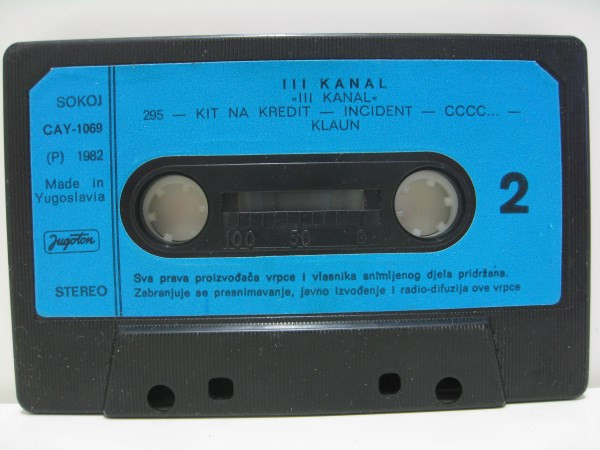 III KANAL
»III KANAL«
295 — KIT NA KREDIT — INCIDENT — CCCC... —
KLAUN
SOKOJ
CAY-1069
(P) 1982
Made in
Yugoslavia
Jugoton
STEREO
2
100 50 0
Sva prava proizvođača vrpce i vlasnika snimljenog djela pridržana.
Zabranjuje se presnimavanje, javno izvođenje i radio-difuzija ove vrpce